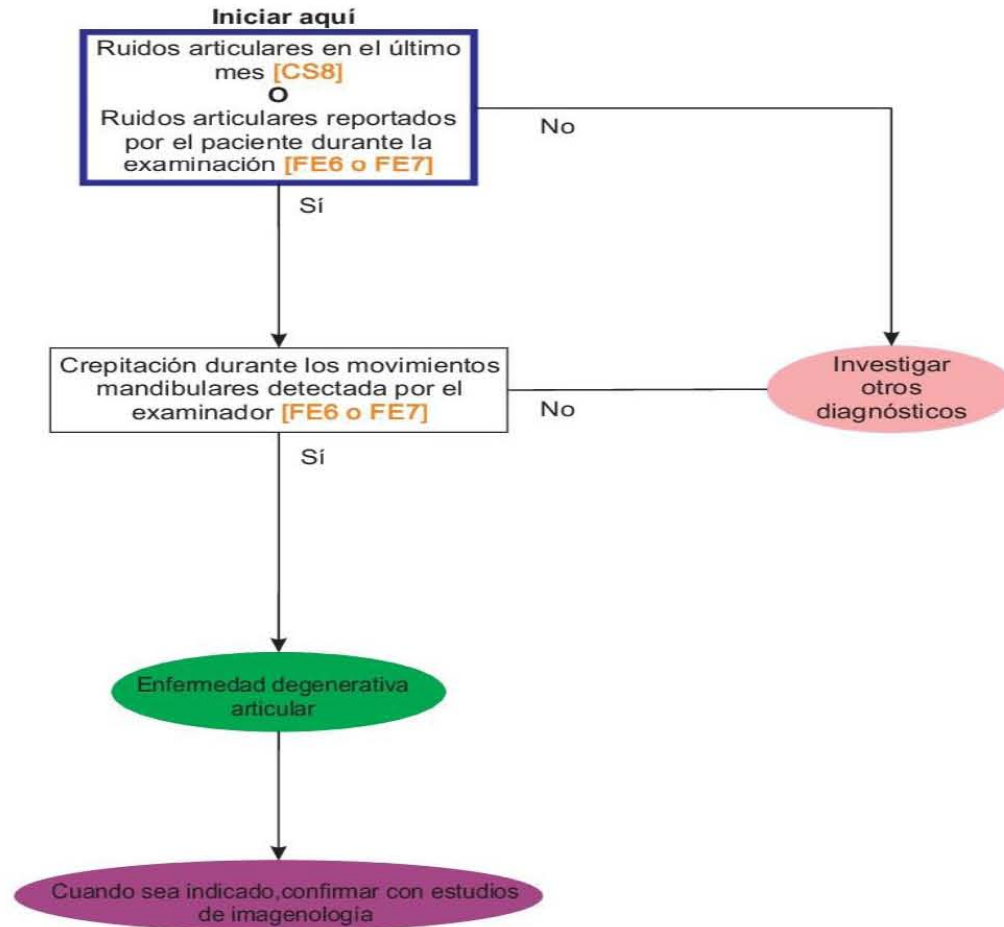 Iniciar aquí
Ruidos articulares en el último
mes [CS8]
O
Ruidos articulares reportados
por el paciente durante la
examinación [FE6 o FE7]
No
Sí
Crepitación durante los movimientos
mandibulares detectada por el
examinador [FE6 o FE7]
No
Investigar
otros
diagnósticos
Sí
Enfermedad degenerativa
articular
Cuando sea indicado,confirmar con estudios
de imagenología